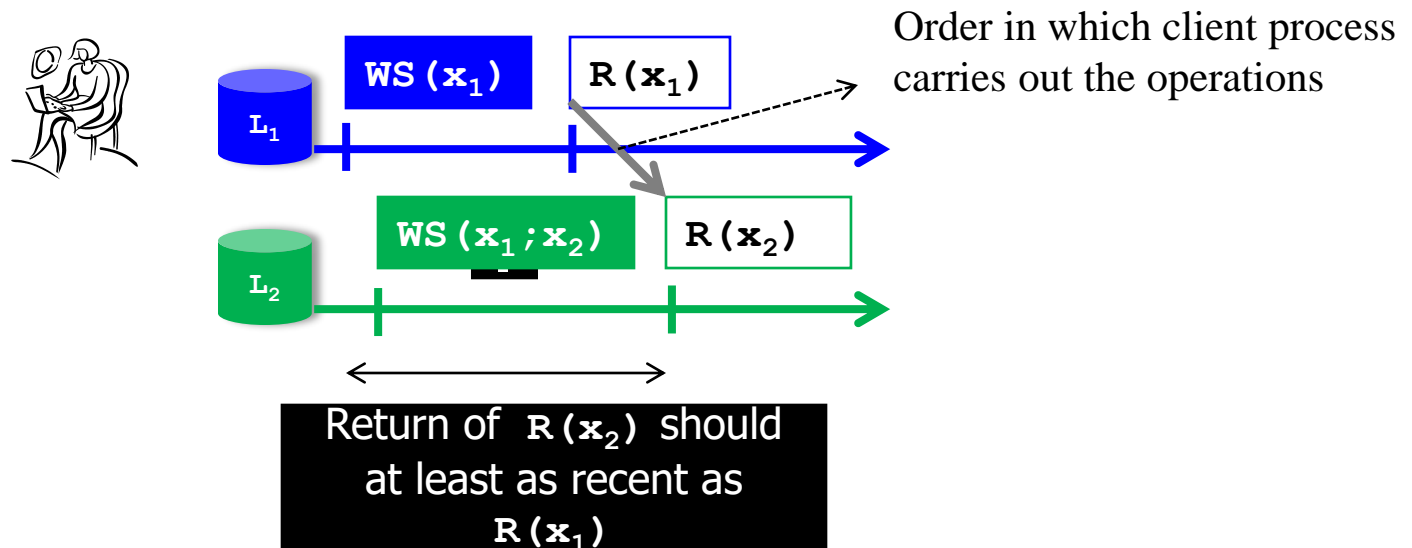 Order in which client process
carries out the operations
WS(x₁)
R(x₁)
L₁
WS(x₁;x₂)
R(x₂)
L₂
Return of R(x₂) should
at least as recent as
R(x₁)